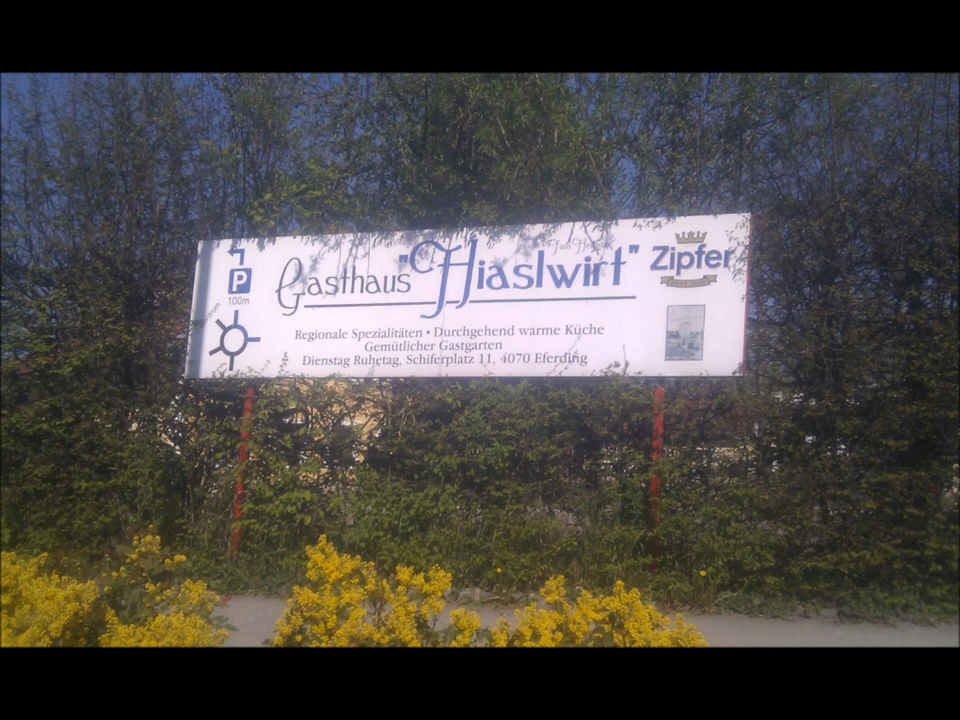 P
100m
Gasthaus "Hiaslwirt"
Zipfer
Regionale Spezialitäten • Durchgehend warme Küche
Gemütlicher Gastgarten
Dienstag Ruhetag, Schiferplatz 11, 4070 Eferding